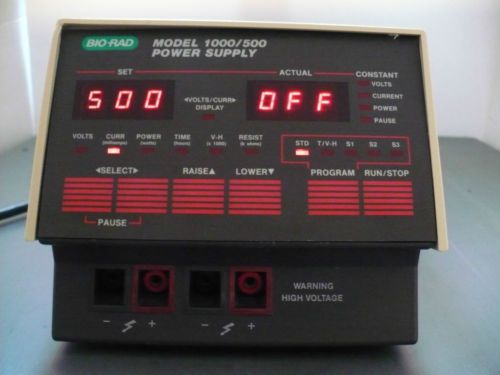 BIO-RAD MODEL 1000/500
POWER SUPPLY
SET ACTUAL CONSTANT
500 OFF
◄VOLTS/CURR►
DISPLAY
VOLTS
CURRENT
POWER
PAUSE
VOLTS CURR POWER TIME V-H RESIST
(milliamps) (watts) (hours) (x 1000) (k ohms)
STD T/V-H S1 S2 S3
◄SELECT► RAISE▲ LOWER▼ PROGRAM RUN/STOP
PAUSE
WARNING
HIGH VOLTAGE
− + − +